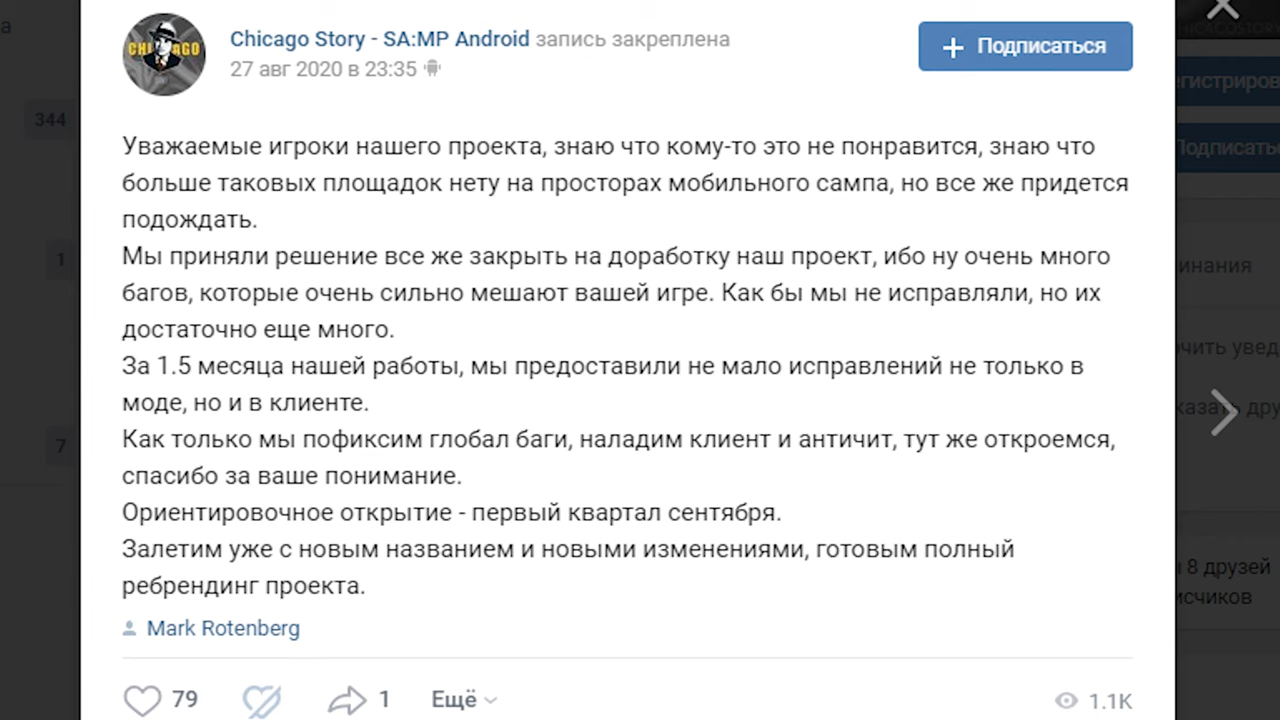 Chicago Story - SA:MP Android запись закреплена
27 авг 2020 в 23:35
Подписаться
344
1
7
Уважаемые игроки нашего проекта, знаю что кому-то это не понравится, знаю что
больше таковых площадок нету на просторах мобильного сампа, но все же придется
подождать.
Мы приняли решение все же закрыть на доработку наш проект, ибо ну очень много
багов, которые очень сильно мешают вашей игре. Как бы мы не исправляли, но их
достаточно еще много.
За 1.5 месяца нашей работы, мы предоставили не мало исправлений не только в
моде, но и в клиенте.
Как только мы пофиксим глобал баги, наладим клиент и античит, тут же откроемся,
спасибо за ваше понимание.
Ориентировочное открытие - первый квартал сентября.
Залетим уже с новым названием и новыми изменениями, готовым полный
ребрендинг проекта.
Mark Rotenberg
79
1
Ещё
1.1K
8 друзей